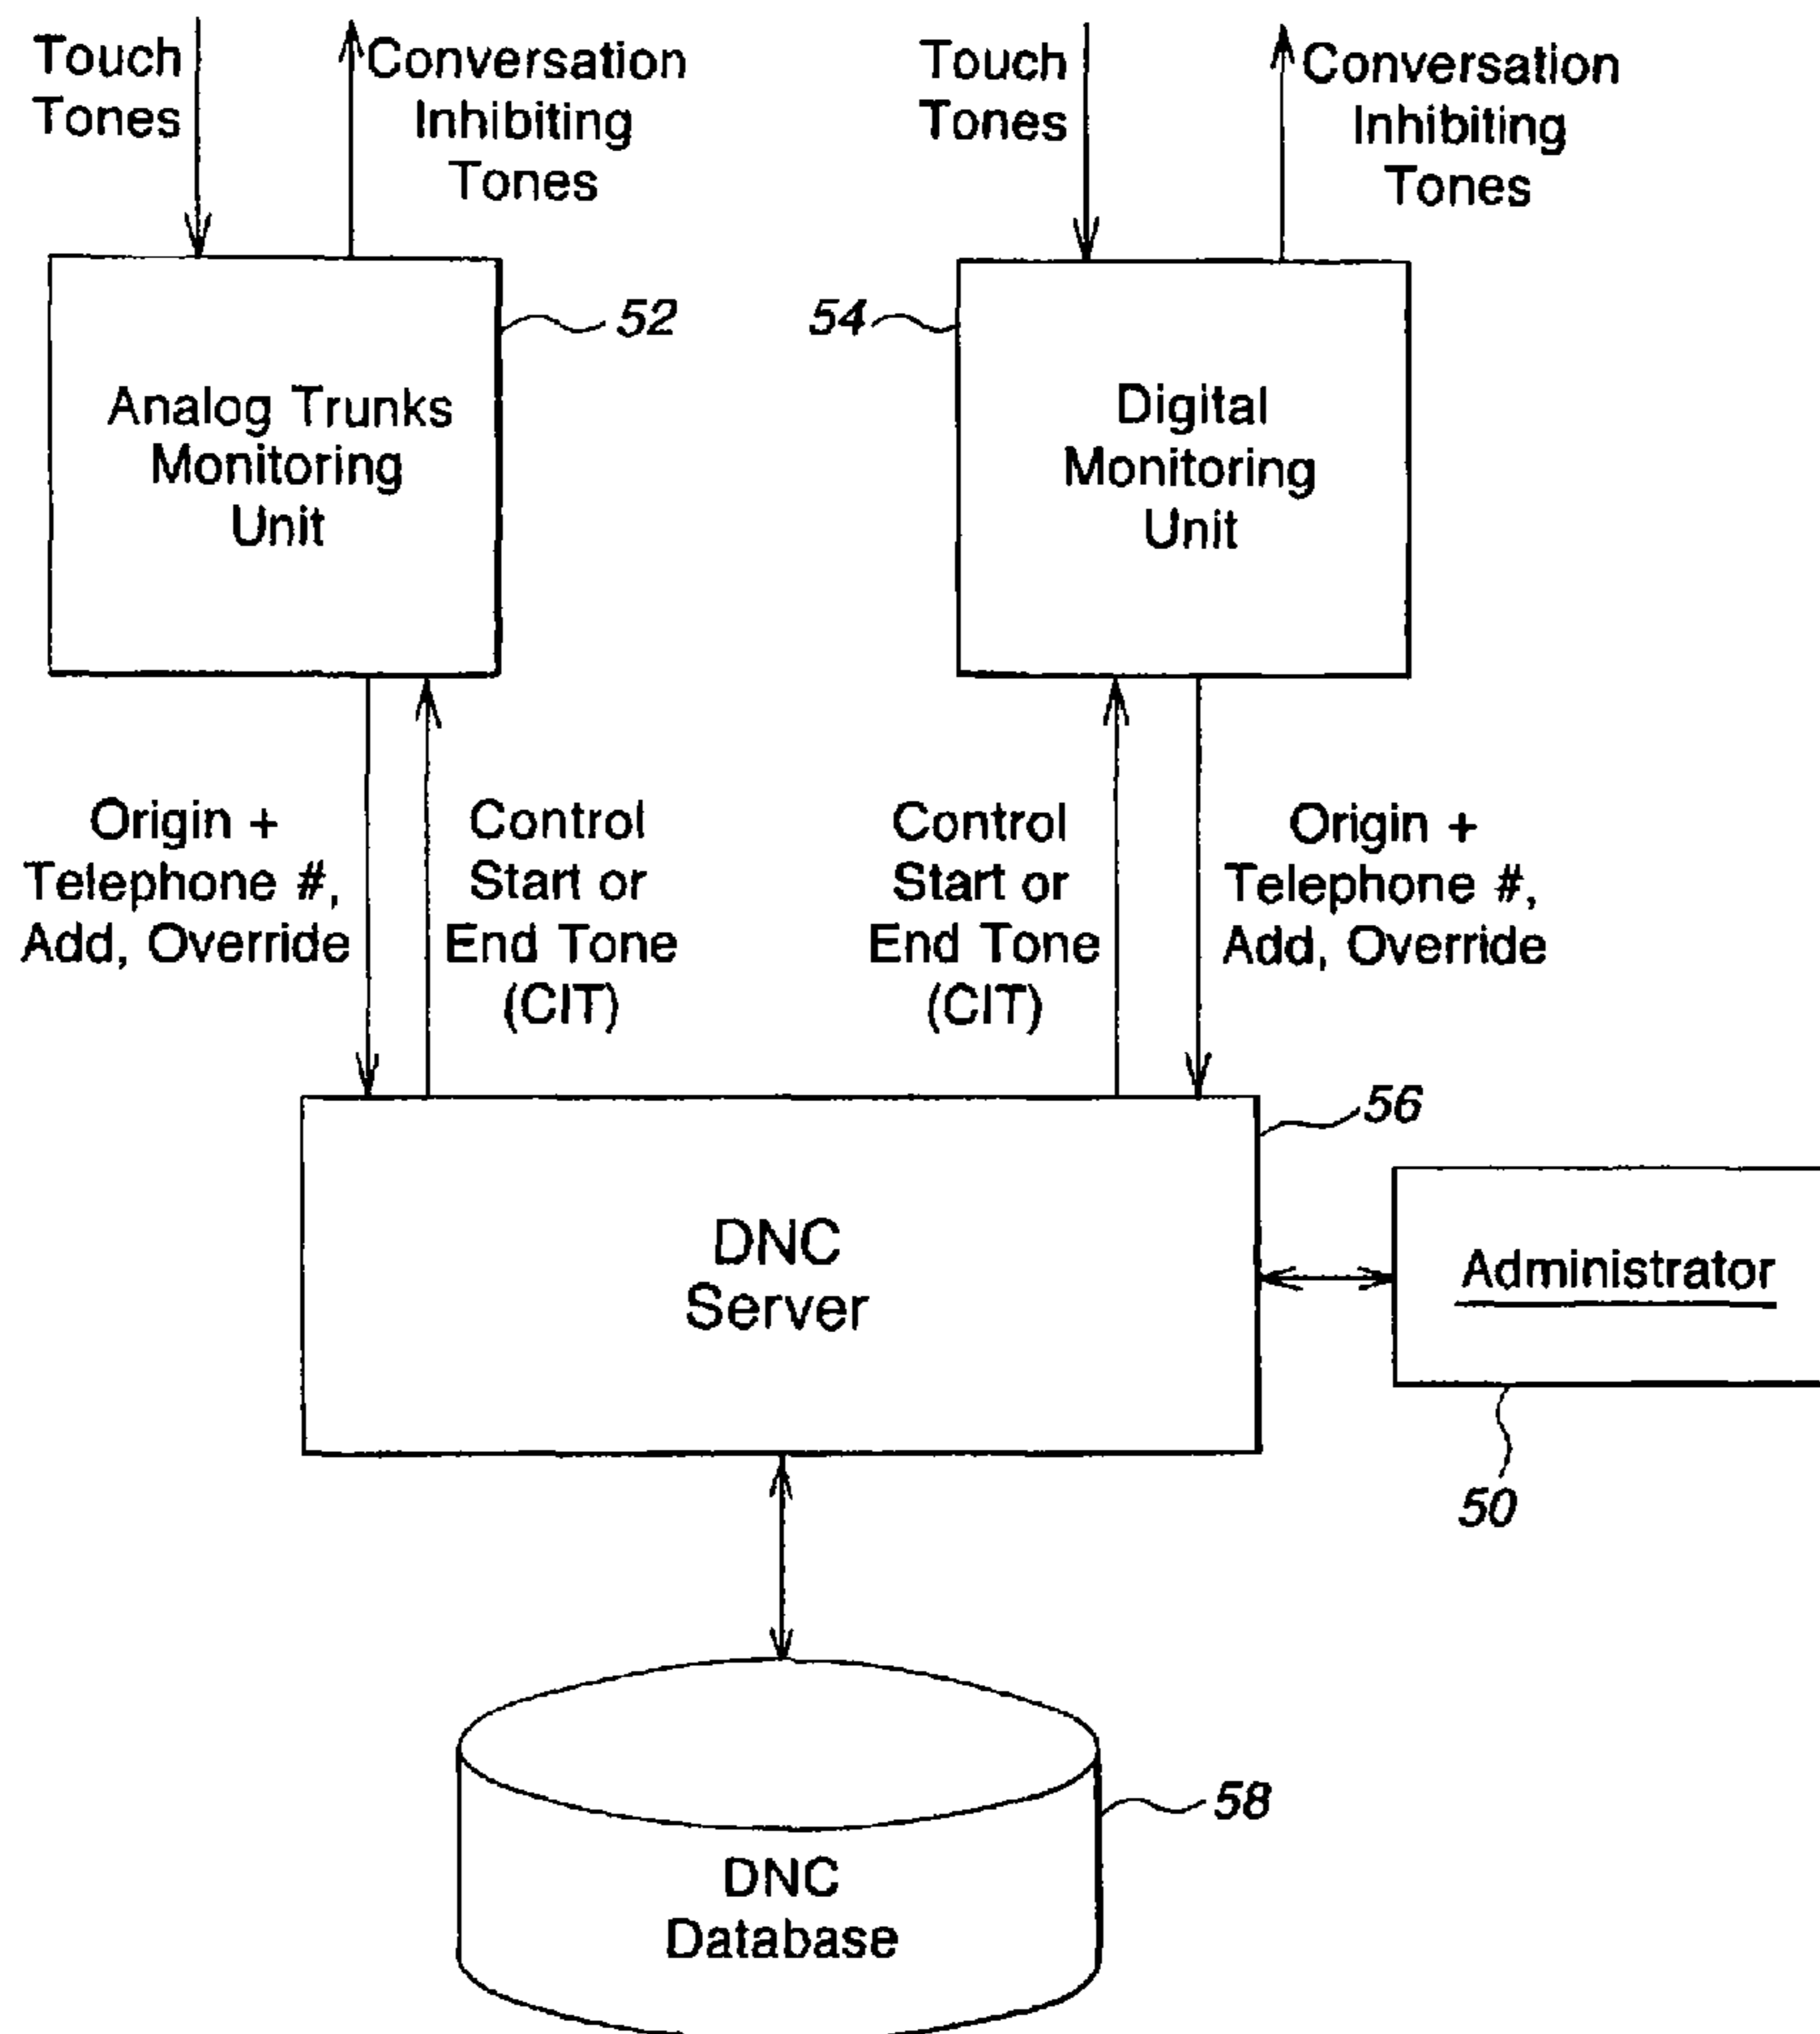 Touch
Tones
Conversation
Inhibiting
Tones
Touch
Tones
Conversation
Inhibiting
Tones
52
54
Analog Trunks
Monitoring
Unit
Digital
Monitoring
Unit
Origin +
Telephone #,
Add, Override
Control
Start or
End Tone
(CIT)
Control
Start or
End Tone
(CIT)
Origin +
Telephone #,
Add, Override
56
DNC
Server
Administrator
50
58
DNC
Database